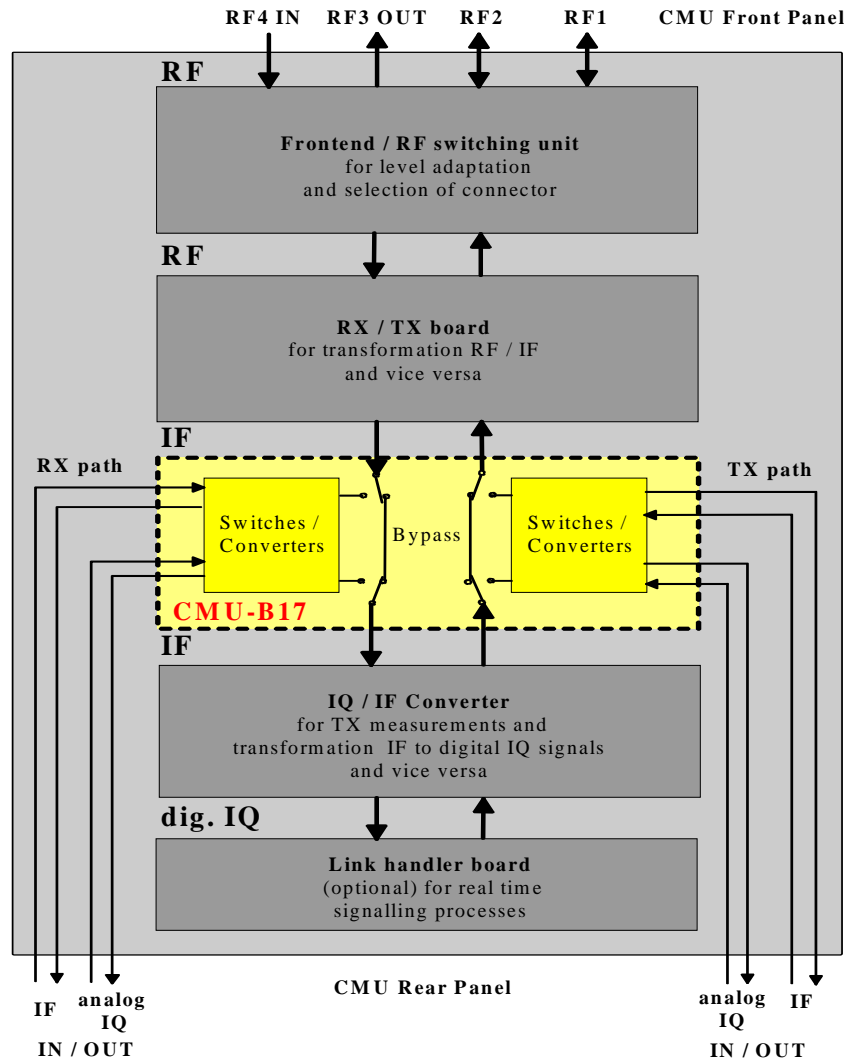 RF4 IN RF3 OUT RF2 RF1 CMU Front Panel
RF
Frontend / RF switching unit
for level adaptation
and selection of connector
RF
RX / TX board
for transformation RF / IF
and vice versa
IF
RX path
TX path
Switches /
Converters
Bypass
Switches /
Converters
CMU-B17
IF
IQ / IF Converter
for TX measurements and
transformation IF to digital IQ signals
and vice versa
dig. IQ
Link handler board
(optional) for real time
signalling processes
CMU Rear Panel
IF analog
IQ
IN / OUT
analog IF
IQ
IN / OUT